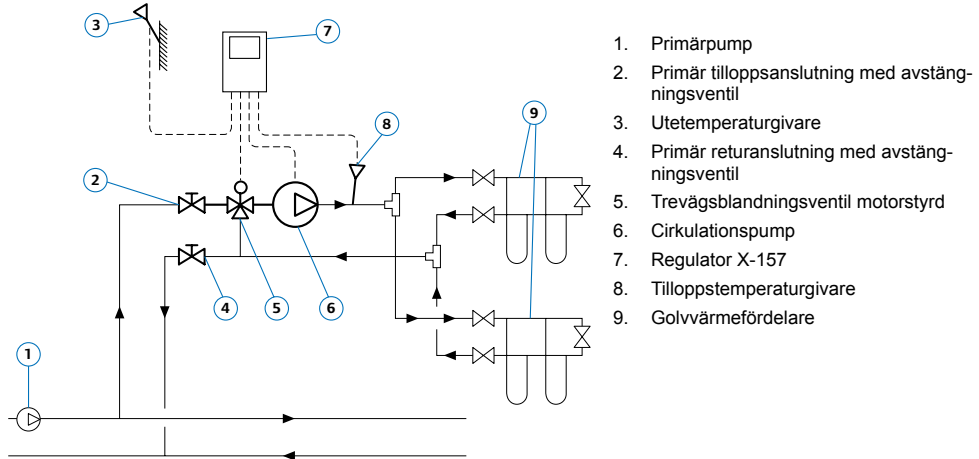 3
7
8
9
2
4
5
6
1
1. Primärpump
2. Primär tilloppsanslutning med avstäng-
ningsventil
3. Utetemperaturgivare
4. Primär returanslutning med avstäng-
ningsventil
5. Trevägsblandningsventil motorstyrd
6. Cirkulationspump
7. Regulator X-157
8. Tilloppstemperaturgivare
9. Golvvärmefördelare